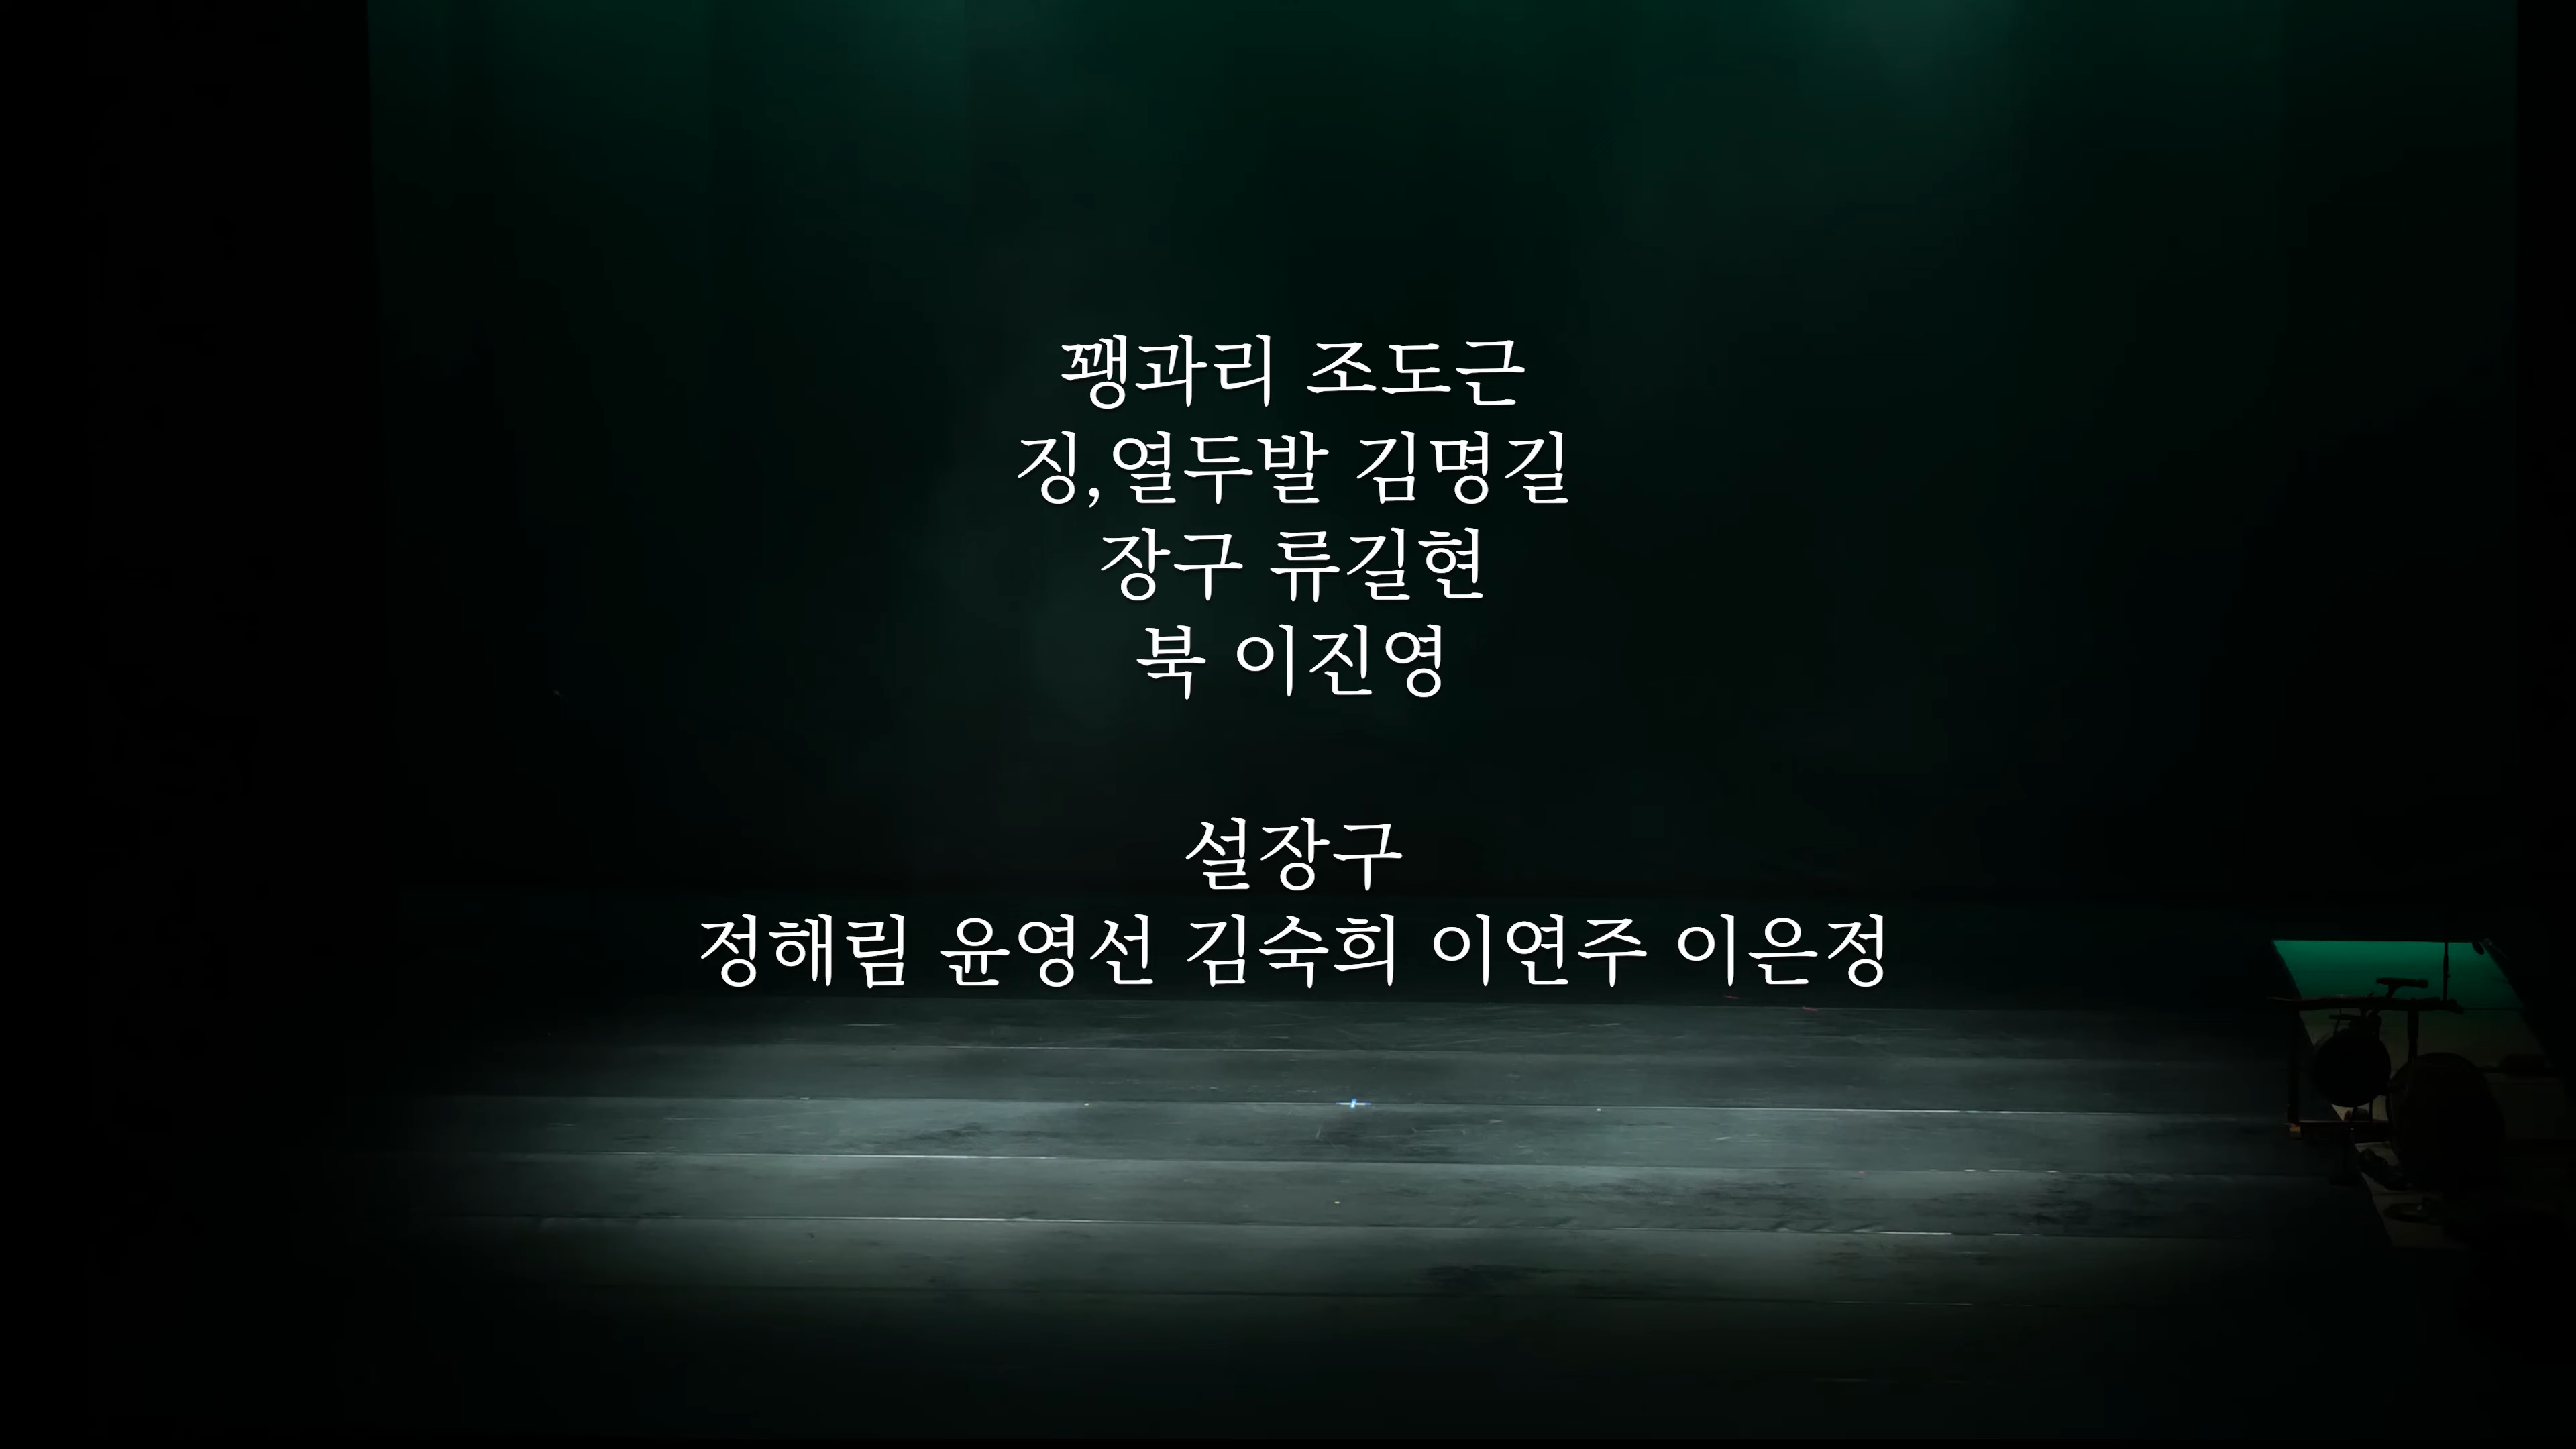 꽹과리 조도근
징,열두발 김명길
장구 류길현
북 이진영
설장구
정해림 윤영선 김숙희 이연주 이은정